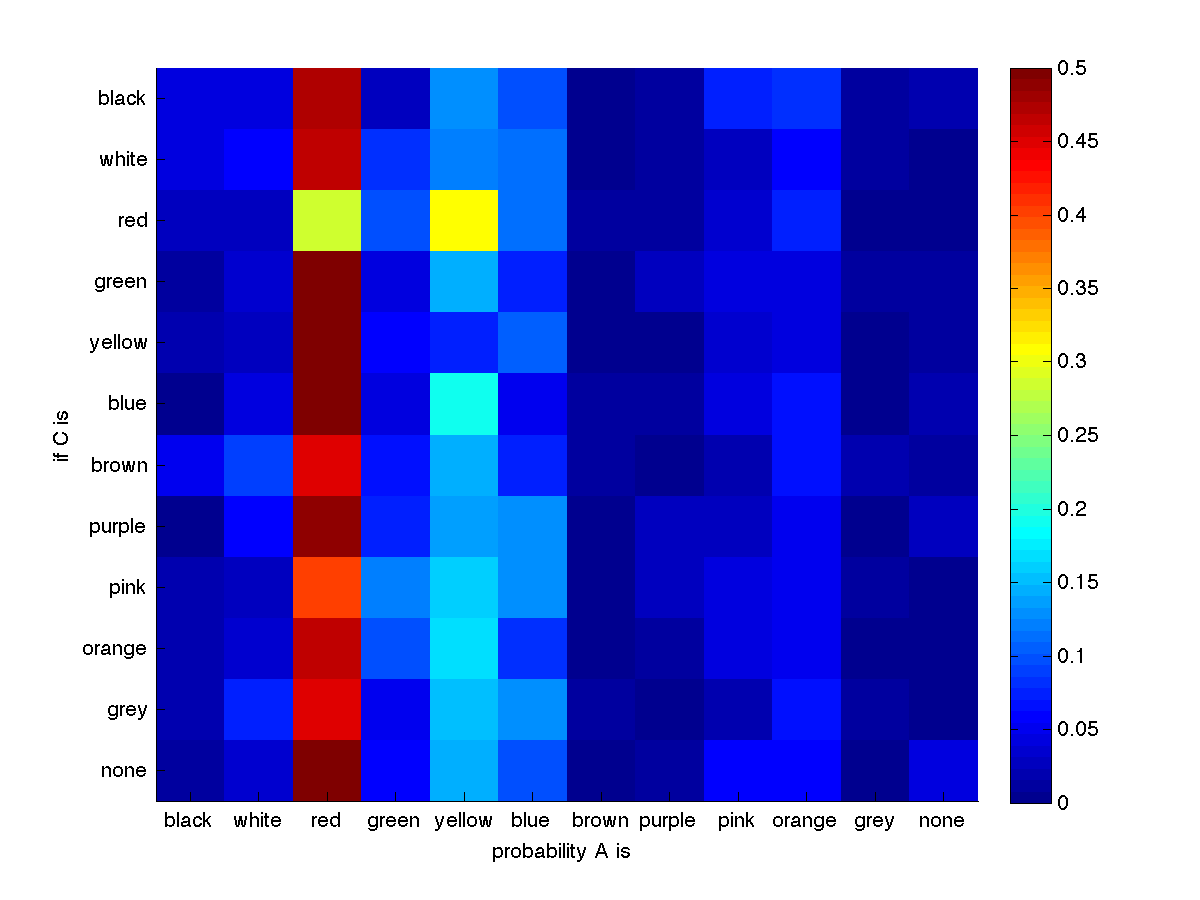 black
white
red
green
yellow
blue
brown
purple
pink
orange
grey
none
if C is
black white red green yellow blue brown purple pink orange grey none
probability A is
0.5
0.45
0.4
0.35
0.3
0.25
0.2
0.15
0.1
0.05
0